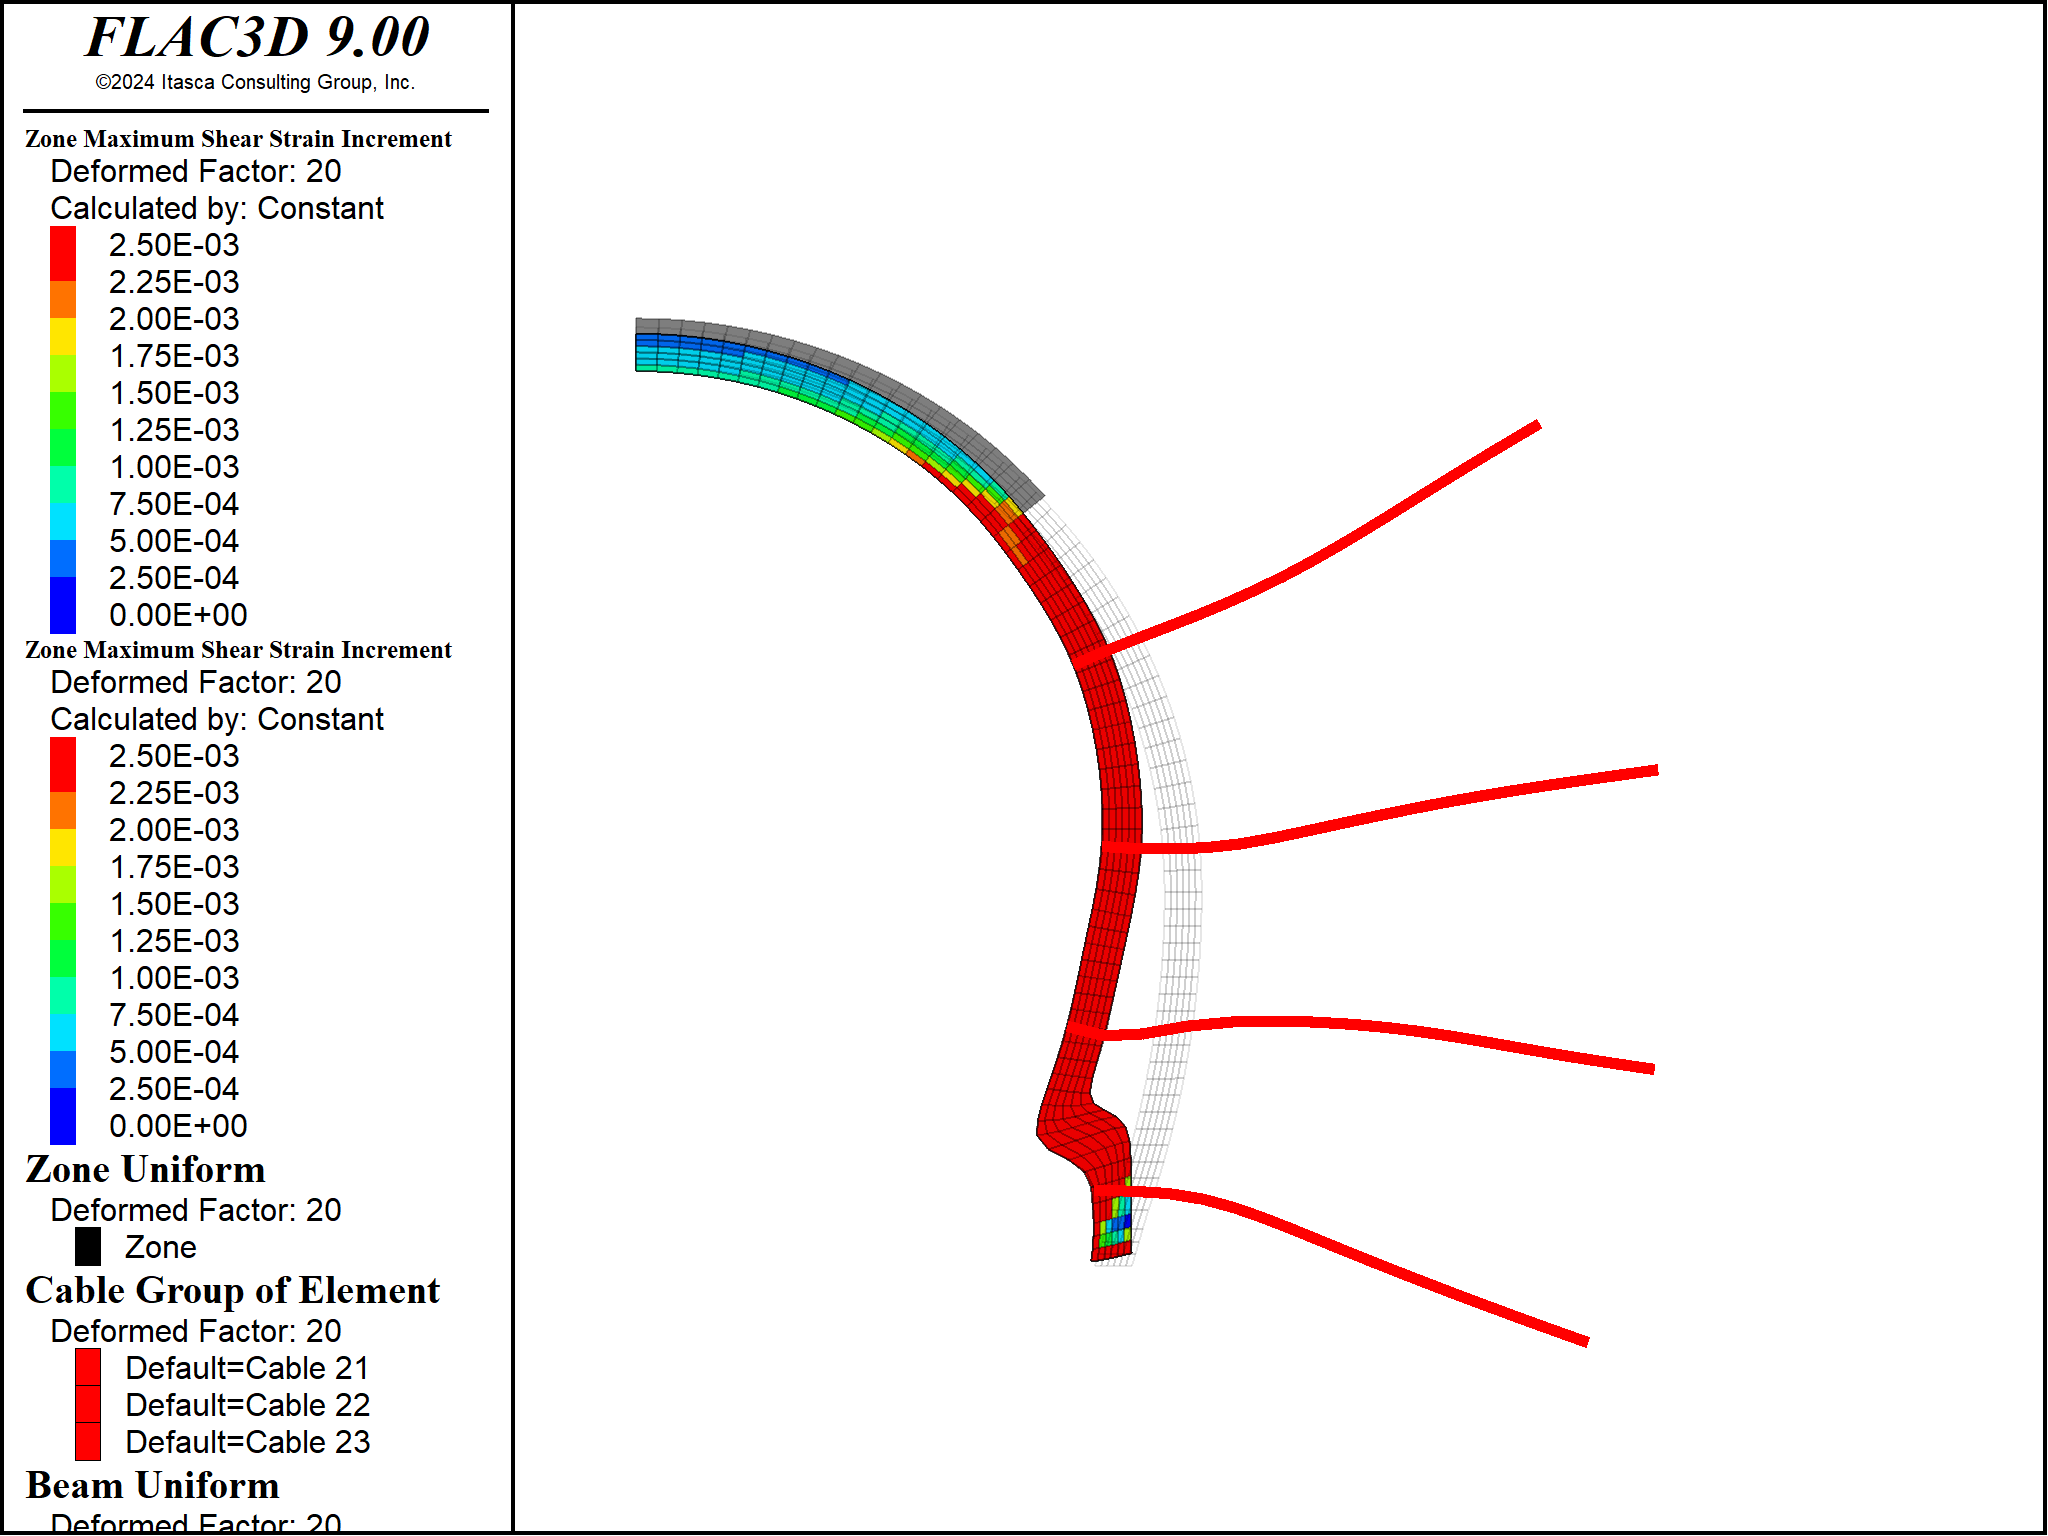 FLAC3D 9.00
©2024 Itasca Consulting Group, Inc.
Zone Maximum Shear Strain Increment
Deformed Factor: 20
Calculated by: Constant
2.50E-03
2.25E-03
2.00E-03
1.75E-03
1.50E-03
1.25E-03
1.00E-03
7.50E-04
5.00E-04
2.50E-04
0.00E+00
Zone Maximum Shear Strain Increment
Deformed Factor: 20
Calculated by: Constant
2.50E-03
2.25E-03
2.00E-03
1.75E-03
1.50E-03
1.25E-03
1.00E-03
7.50E-04
5.00E-04
2.50E-04
0.00E+00
Zone Uniform
Deformed Factor: 20
Zone
Cable Group of Element
Deformed Factor: 20
Default=Cable 21
Default=Cable 22
Default=Cable 23
Beam Uniform
Deformed Factor: 20